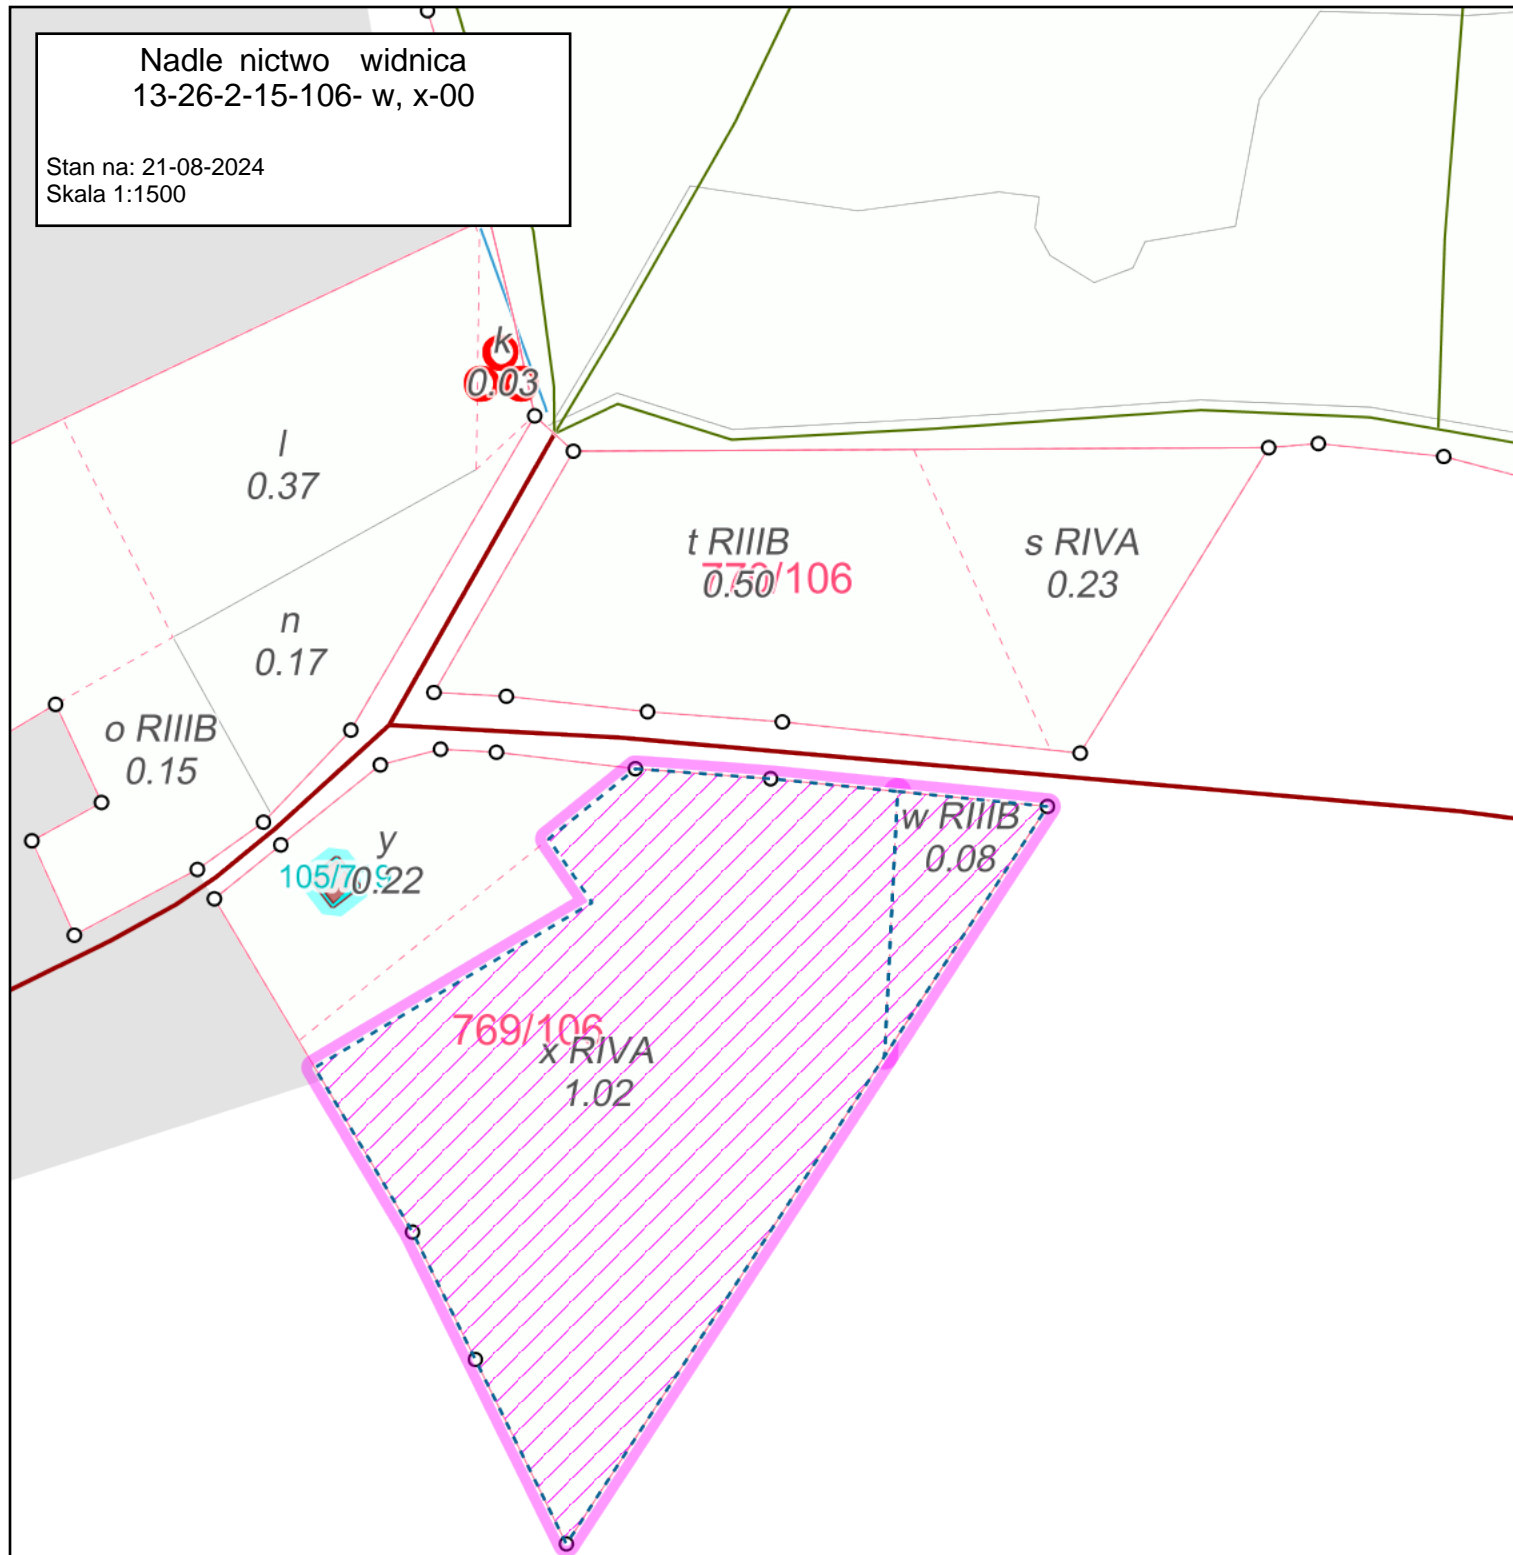 Nadle nictwo widnica
13-26-2-15-106- w, x-00
Stan na: 21-08-2024
Skala 1:1500
k
0.03
l
0.37
t RIIIB
0.50
/106
s RIVA
0.23
n
0.17
o RIIIB
0.15
y
0.22
105/7
w RIIIB
0.08
769/106
x RIVA
1.02